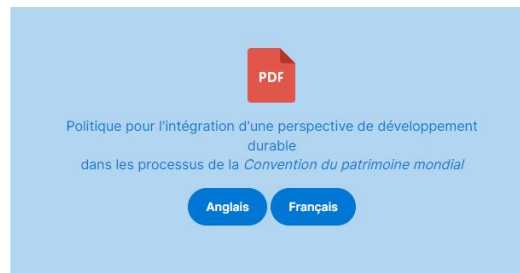 PDF
Politique pour l'intégration d'une perspective de développement
durable
dans les processus de la Convention du patrimoine mondial
Anglais Français